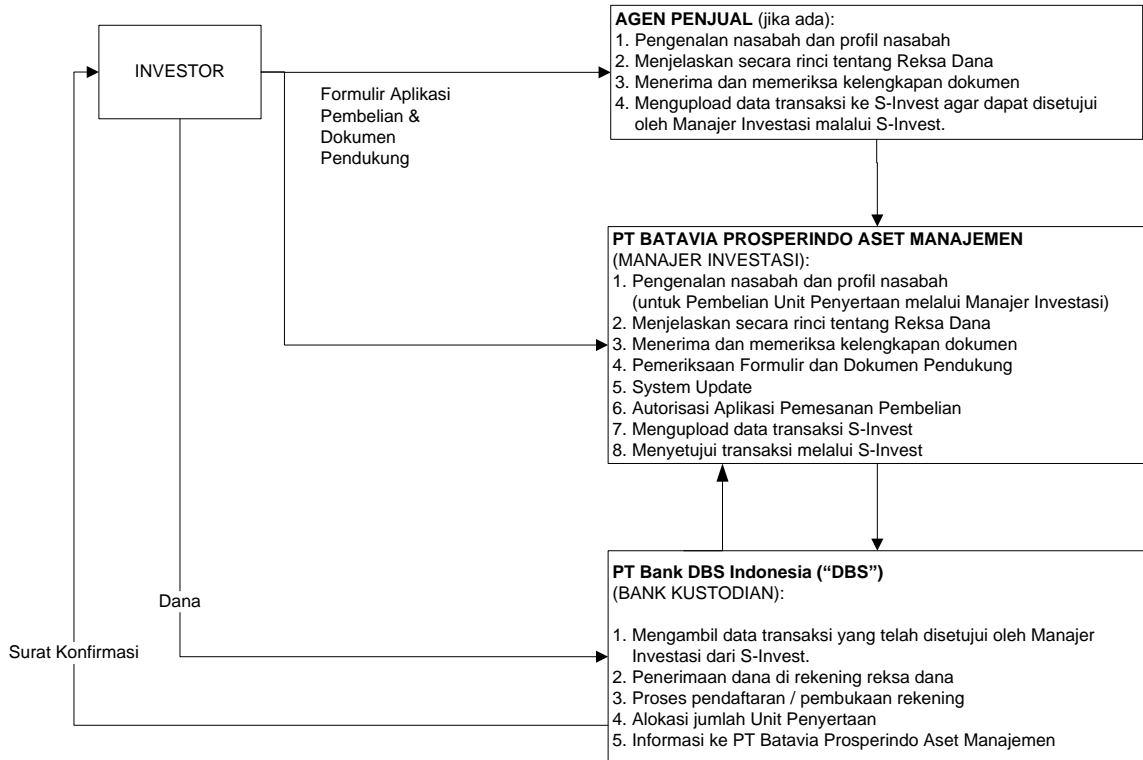 INVESTOR
Formulir Aplikasi
Pembelian &
Dokumen
Pendukung
AGEN PENJUAL (jika ada):
1. Pengenalan nasabah dan profil nasabah
2. Menjelaskan secara rinci tentang Reksa Dana
3. Menerima dan memeriksa kelengkapan dokumen
4. Mengupload data transaksi ke S-Invest agar dapat disetujui
oleh Manajer Investasi malalui S-Invest.
PT BATAVIA PROSPERINDO ASET MANAJEMEN
(MANAJER INVESTASI):
1. Pengenalan nasabah dan profil nasabah
(untuk Pembelian Unit Penyertaan melalui Manajer Investasi)
2. Menjelaskan secara rinci tentang Reksa Dana
3. Menerima dan memeriksa kelengkapan dokumen
4. Pemeriksaan Formulir dan Dokumen Pendukung
5. System Update
6. Autorisasi Aplikasi Pemesanan Pembelian
7. Mengupload data transaksi S-Invest
8. Menyetujui transaksi melalui S-Invest
Dana
Surat Konfirmasi
PT Bank DBS Indonesia (“DBS”)
(BANK KUSTODIAN):
1. Mengambil data transaksi yang telah disetujui oleh Manajer
Investasi dari S-Invest.
2. Penerimaan dana di rekening reksa dana
3. Proses pendaftaran / pembukaan rekening
4. Alokasi jumlah Unit Penyertaan
5. Informasi ke PT Batavia Prosperindo Aset Manajemen